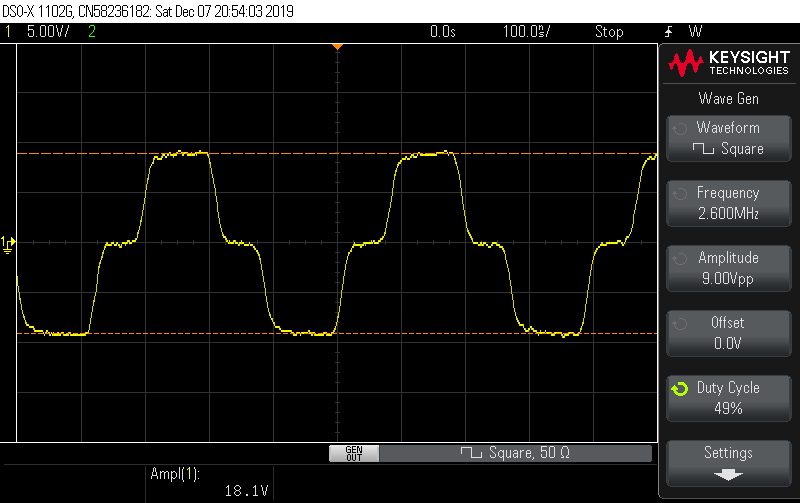 DSO-X 1102G, CN58236182: Sat Dec 07 20:54:03 2019
1 5.00V/ 2 0.0s 100.0s/ Stop W
KEYSIGHT
TECHNOLOGIES
Wave Gen
Waveform
Square
Frequency
2.600MHz
Amplitude
9.00Vpp
Offset
0.0V
Duty Cycle
49%
Settings
1
GEN
OUT
Square, 50 Ω
Ampl(1):
18.1V